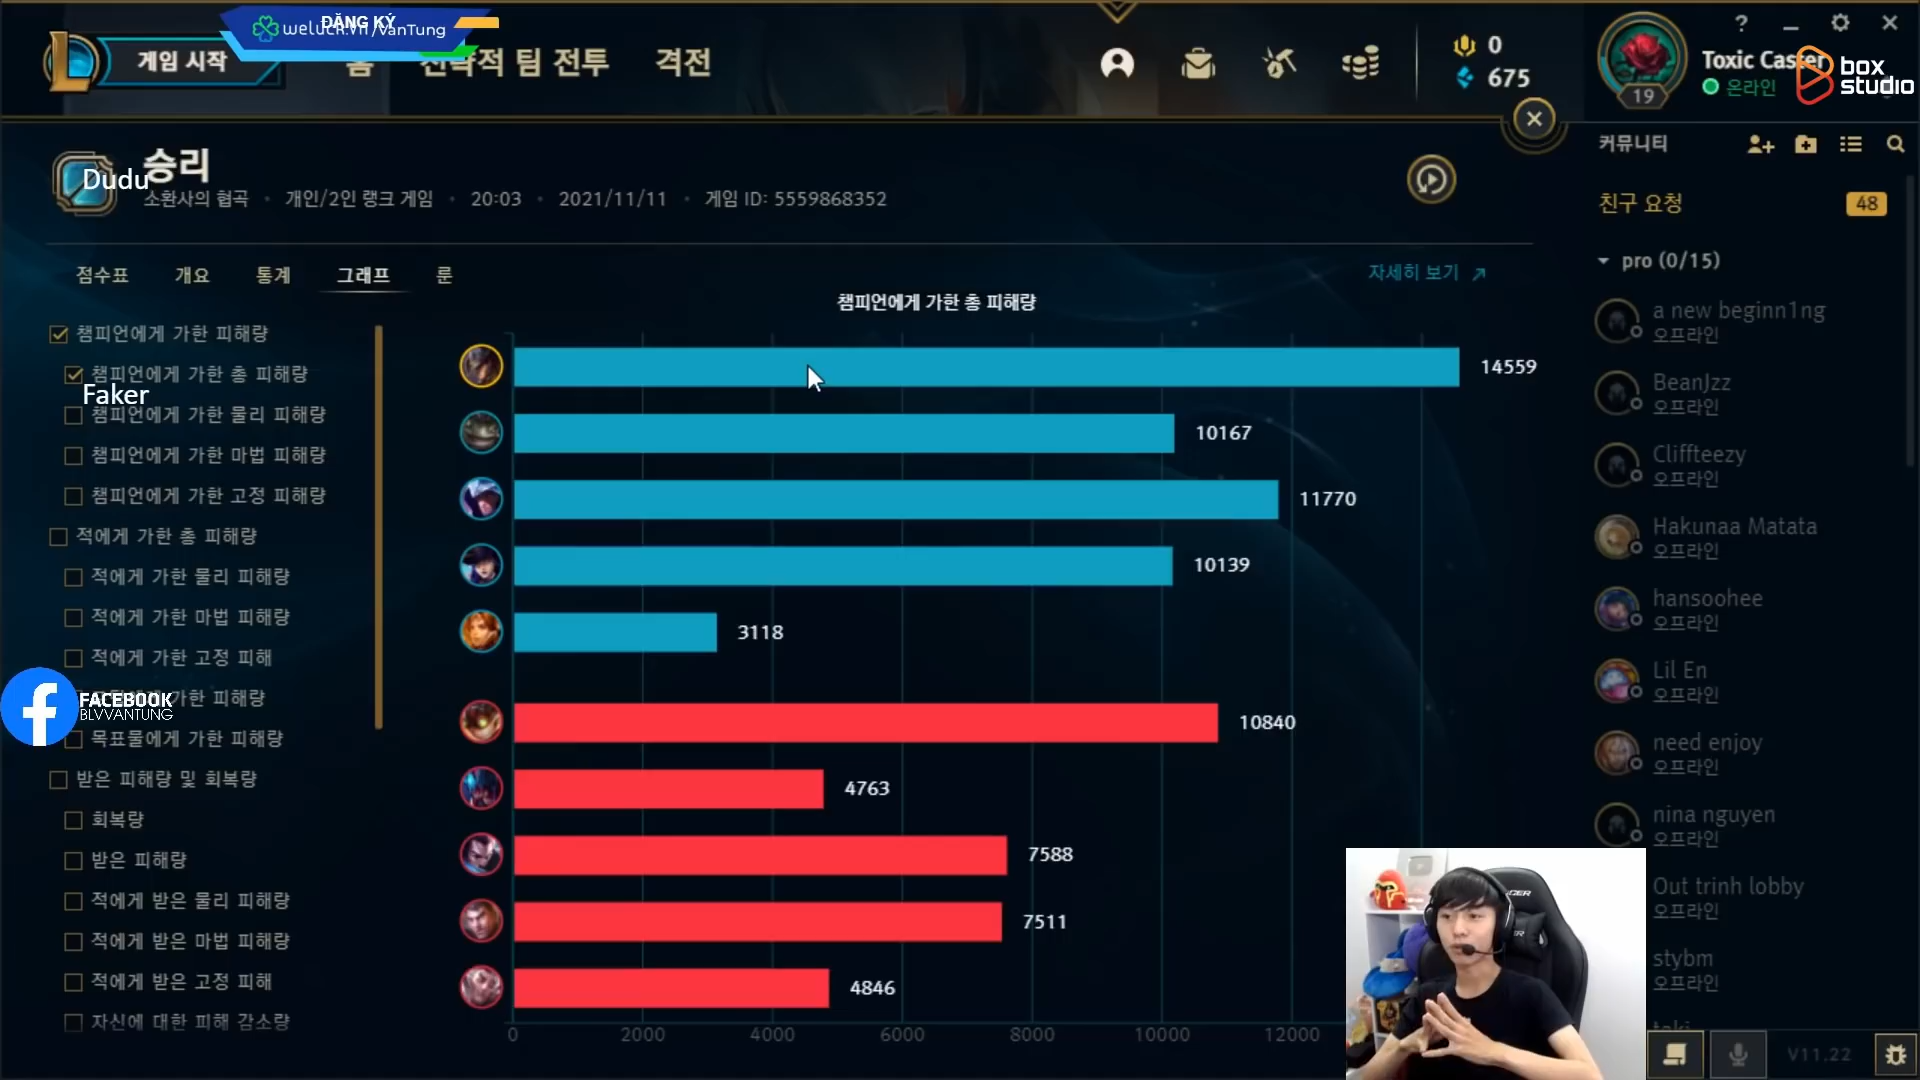 ĐĂNG KÝ
/VanTung
게임 시작
홈
전략적 팀 전투
격전
0
675
19
Toxic Caster
온라인
box
studio
승리
Dudu
소환사의 협곡 • 개인/2인 랭크 게임 • 20:03 • 2021/11/11 • 게임 ID: 5559868352
커뮤니티
친구 요청
48
pro (0/15)
점수표
개요
통계
그래프
룬
자세히 보기
챔피언에게 가한 총 피해량
챔피언에게 가한 피해량
챔피언에게 가한 총 피해량
Faker
챔피언에게 가한 물리 피해량
챔피언에게 가한 마법 피해량
챔피언에게 가한 고정 피해량
적에게 가한 총 피해량
적에게 가한 물리 피해량
적에게 가한 마법 피해량
적에게 가한 고정 피해
가한 피해량
FACEBOOK
BLVVANTUNG
목표물에게 가한 피해량
받은 피해량 및 회복량
회복량
받은 피해량
적에게 받은 물리 피해량
적에게 받은 마법 피해량
적에게 받은 고정 피해
자신에 대한 피해 감소량
14559
10167
11770
10139
3118
10840
4763
7588
7511
4846
0
2000
4000
6000
8000
10000
12000
a new beginn1ng
오프라인
BeanJzz
오프라인
Cliffteezy
오프라인
Hakunaa Matata
오프라인
hansoohee
오프라인
Lil En
오프라인
need enjoy
오프라인
nina nguyen
오프라인
Out trinh lobby
오프라인
stybm
오프라인
V11.22